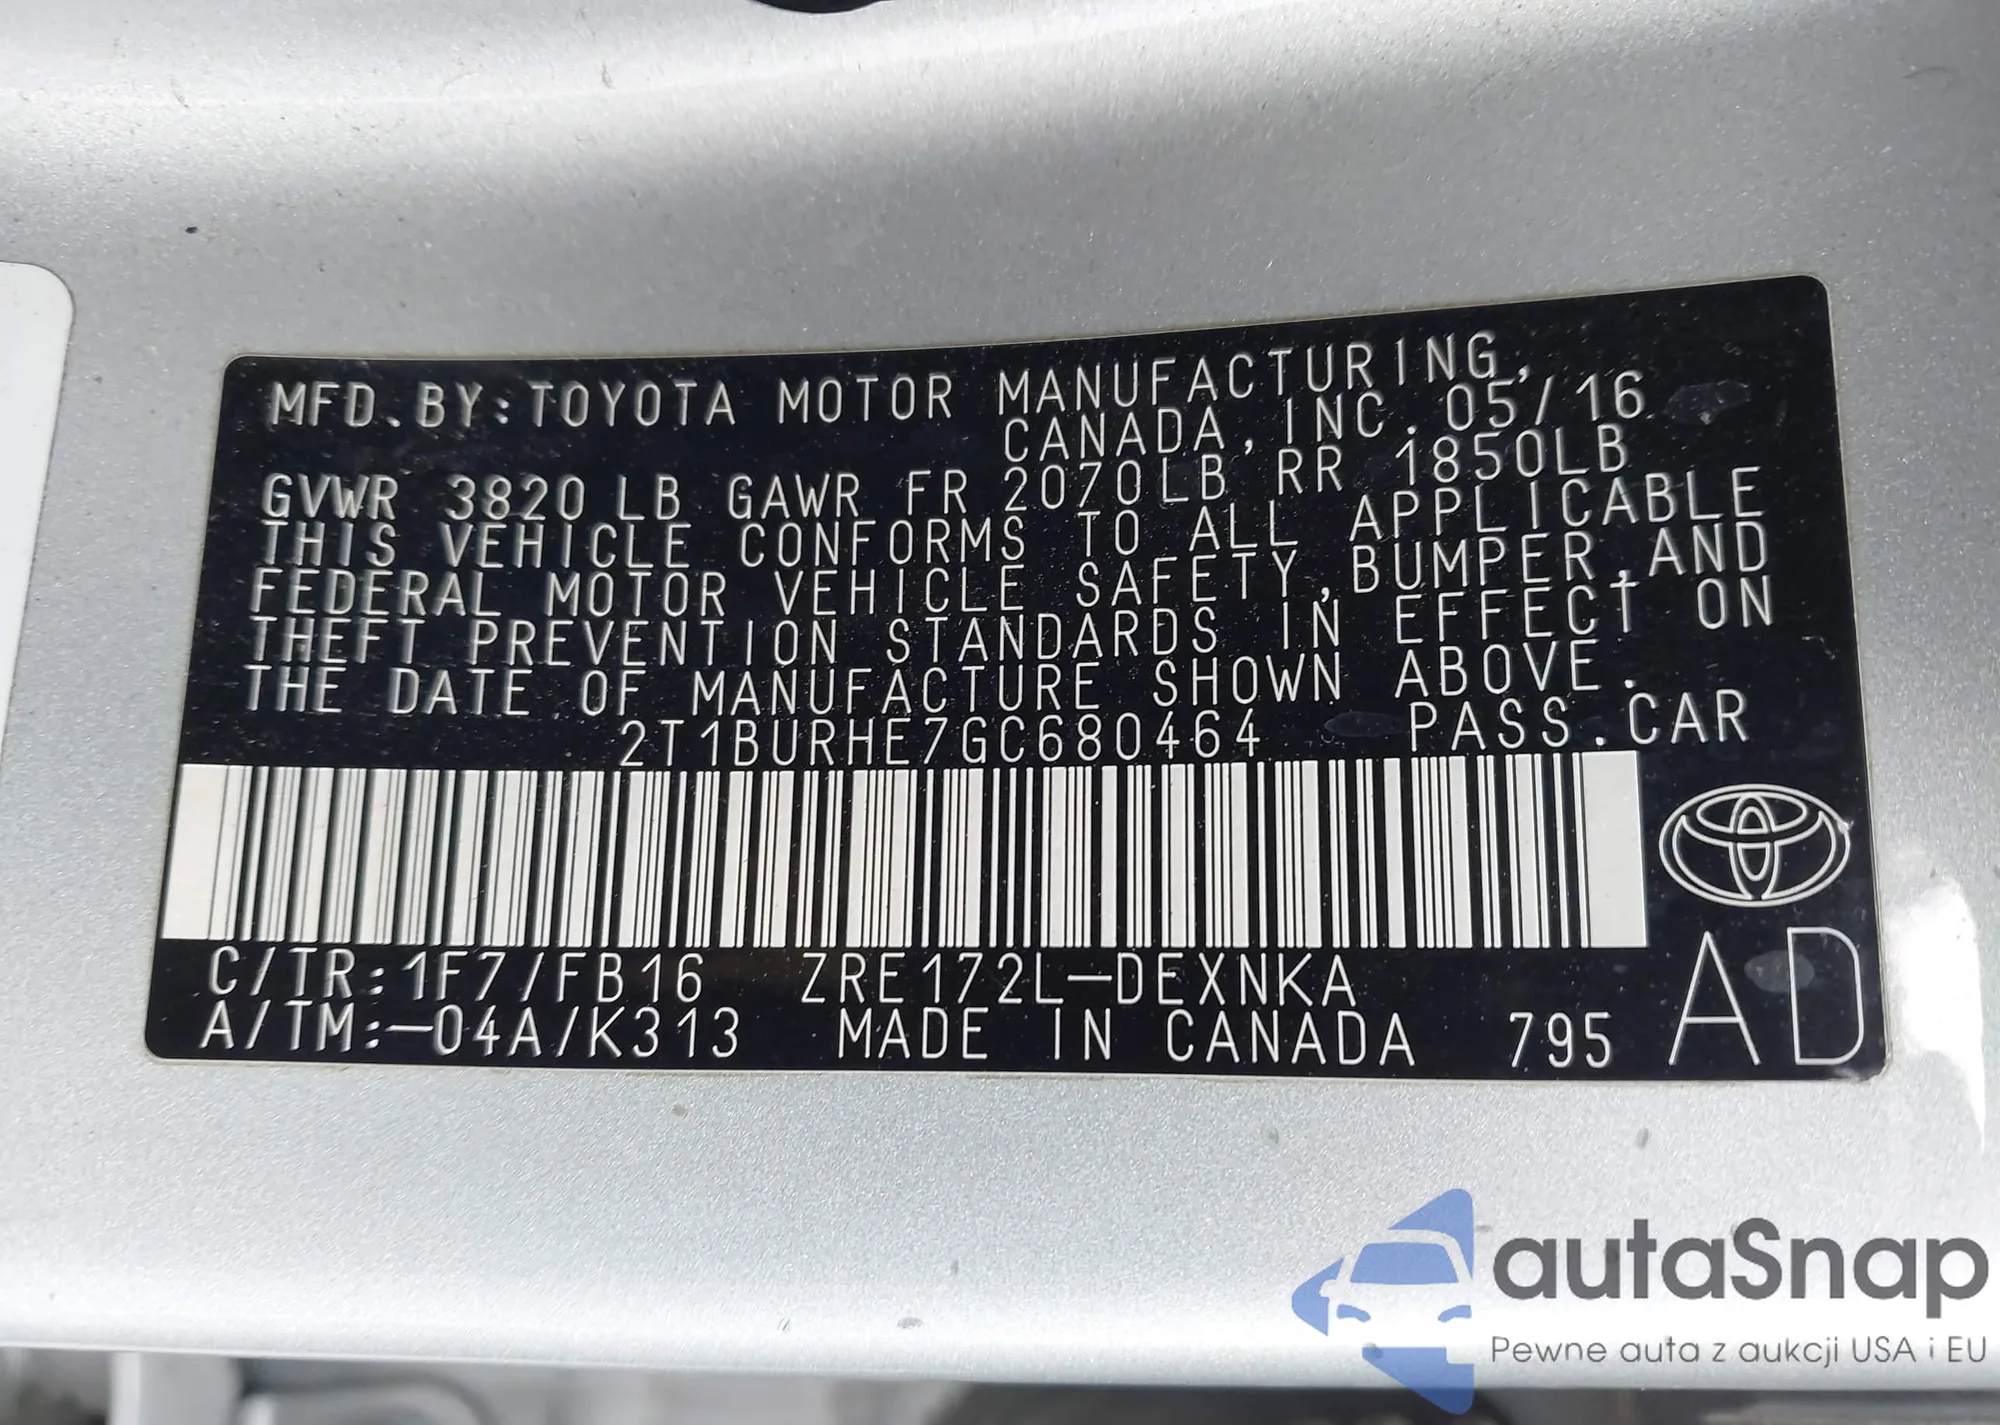 MFD.BY:TOYOTA MOTOR MANUFACTURING,
CANADA,INC.05/16
GVWR 3820 LB GAWR FR 2070LB RR 1850LB
THIS VEHICLE CONFORMS TO ALL APPLICABLE
FEDERAL MOTOR VEHICLE SAFETY,BUMPER,AND
THEFT PREVENTION STANDARDS IN EFFECT ON
THE DATE OF MANUFACTURE SHOWN ABOVE.
2T1BURHE7GC680464 PASS.CAR
C/TR:1F7/FB16 ZRE172L-DEXNKA
A/TM:-04A/K313 MADE IN CANADA 795
AD
autaSnap
Pewne auta z aukcji USA i EU